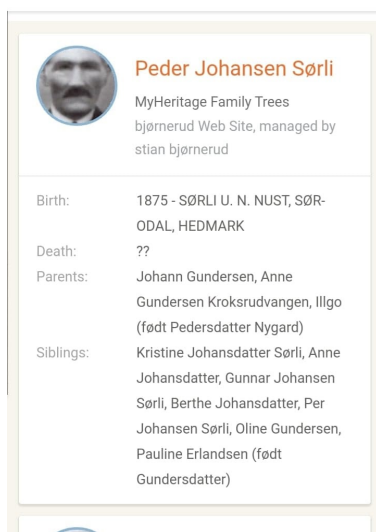 Peder Johansen Sørli
MyHeritage Family Trees
bjørnerud Web Site, managed by
stian bjørnerud
Birth: 1875 - SØRLI U. N. NUST, SØR-
ODAL, HEDMARK
Death: ??
Parents: Johann Gundersen, Anne
Gundersen Kroksrudvangen, Illgo
(født Pedersdatter Nygard)
Siblings: Kristine Johansdatter Sørli, Anne
Johansdatter, Gunnar Johansen
Sørli, Berthe Johansdatter, Per
Johansen Sørli, Oline Gundersen,
Pauline Erlandsen (født
Gundersdatter)